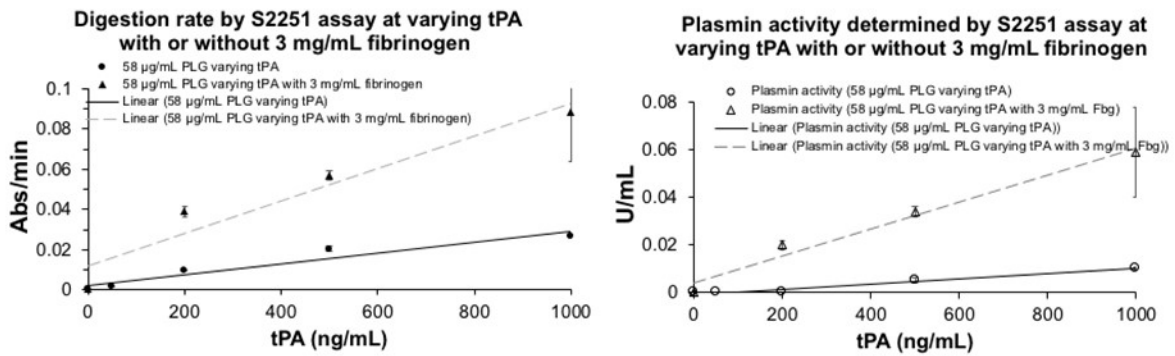 Digestion rate by S2251 assay at varying tPA
with or without 3 mg/mL fibrinogen
58 µg/mL PLG varying tPA
58 µg/mL PLG varying tPA with 3 mg/mL fibrinogen
Linear (58 µg/mL PLG varying tPA)
Linear (58 µg/mL PLG varying tPA with 3 mg/mL fibrinogen)
0.1
0.08
0.06
0.04
0.02
0
Abs/min
0 200 400 600 800 1000
tPA (ng/mL)
Plasmin activity determined by S2251 assay at
varying tPA with or without 3 mg/mL fibrinogen
Plasmin activity (58 µg/mL PLG varying tPA)
Plasmin activity (58 µg/mL PLG varying tPA with 3 mg/mL Fbg)
Linear (Plasmin activity (58 µg/mL PLG varying tPA))
Linear (Plasmin activity (58 µg/mL PLG varying tPA with 3 mg/mL Fbg))
0.08
0.06
0.04
0.02
0
U/mL
0 200 400 600 800 1000
tPA (ng/mL)